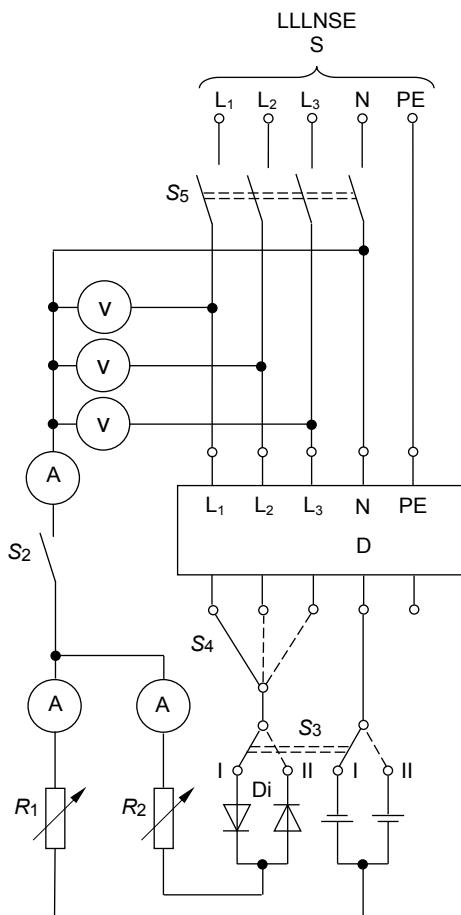 LLLNSE
S
L₁ L₂ L₃ N PE
S₅
V
V
V
A
L₁ L₂ L₃ N PE
D
S₂
S₄
A A
S₃
I II I II
Di
R₁ R₂